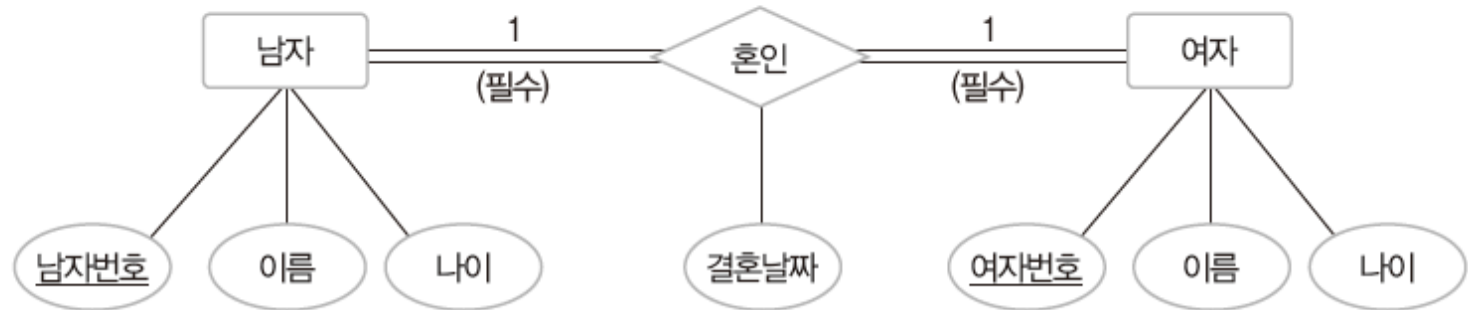 1 1
남자 혼인 여자
(필수) (필수)
남자번호 이름 나이 결혼날짜 여자번호 이름 나이